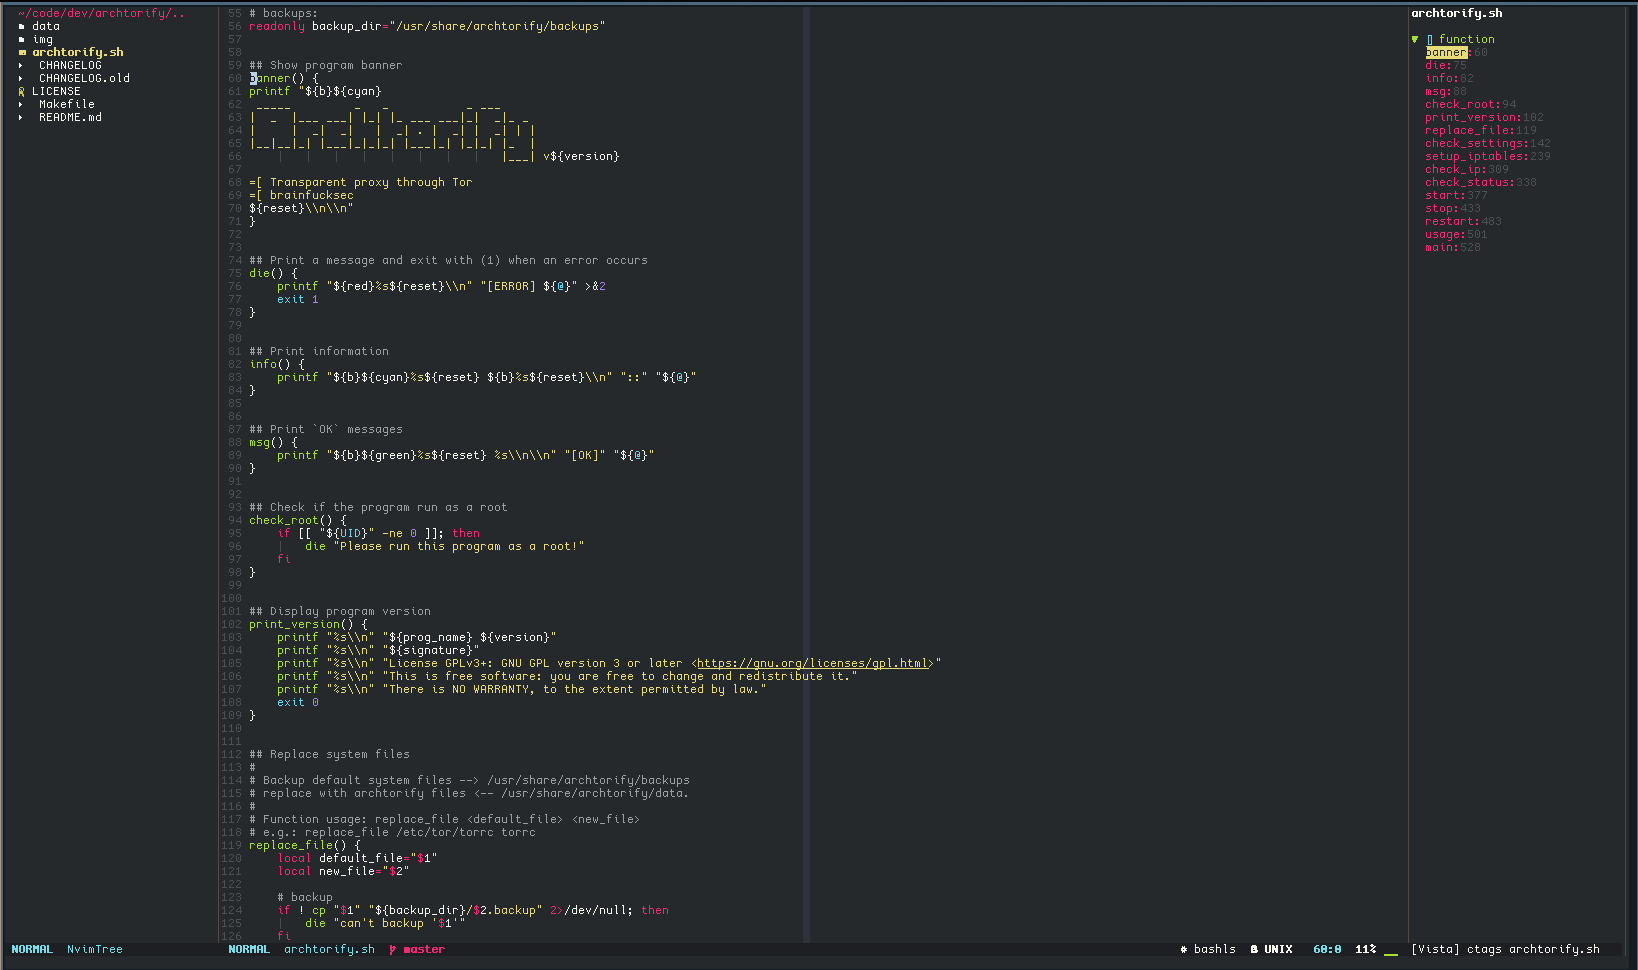 ~/code/dev/archtorify/..
data
img
archtorify.sh
CHANGELOG
CHANGELOG.old
LICENSE
Makefile
README.md
55 # backups:
56 readonly backup_dir="/usr/share/archtorify/backups"
57
58
59 ## Show program banner
60 banner() {
61 printf "${b}${cyan}
62  _____         _   _           _ ___
63 |  _  |___ ___| |_| |_ ___ ___|_|  _|_ _
64 |     |  _|  _|   |  _| . |  _| |  _| | |
65 |__|__|_| |___|_|_|_| |___|_| |_|_| |_  |
66                                     |___| v${version}
67
68 =[ Transparent proxy through Tor
69 =[ brainfucksec
70 ${reset}\\n\\n"
71 }
72
73
74 ## Print a message and exit with (1) when an error occurs
75 die() {
76     printf "${red}%s${reset}\\n" "[ERROR] ${@}" >&2
77     exit 1
78 }
79
80
81 ## Print information
82 info() {
83     printf "${b}${cyan}%s${reset} ${b}%s${reset}\\n" "::" "${@}"
84 }
85
86
87 ## Print `OK` messages
88 msg() {
89     printf "${b}${green}%s${reset} %s\\n\\n" "[OK]" "${@}"
90 }
91
92
93 ## Check if the program run as a root
94 check_root() {
95     if [[ "${UID}" -ne 0 ]]; then
96         die "Please run this program as a root!"
97     fi
98 }
99
100
101 ## Display program version
102 print_version() {
103     printf "%s\\n" "${prog_name} ${version}"
104     printf "%s\\n" "${signature}"
105     printf "%s\\n" "License GPLv3+: GNU GPL version 3 or later <https://gnu.org/licenses/gpl.html>"
106     printf "%s\\n" "This is free software: you are free to change and redistribute it."
107     printf "%s\\n" "There is NO WARRANTY, to the extent permitted by law."
108     exit 0
109 }
110
111
112 ## Replace system files
113 #
114 # Backup default system files --> /usr/share/archtorify/backups
115 # replace with archtorify files <-- /usr/share/archtorify/data.
116 #
117 # Function usage: replace_file <default_file> <new_file>
118 # e.g.: replace_file /etc/tor/torrc torrc
119 replace_file() {
120     local default_file="$1"
121     local new_file="$2"
122
123     # backup
124     if ! cp "$1" "${backup_dir}/$2.backup" 2>/dev/null; then
125         die "can't backup '$1'"
126     fi
archtorify.sh
▼ function
banner:60
die:75
info:82
msg:88
check_root:94
print_version:102
replace_file:119
check_settings:142
setup_iptables:239
check_ip:309
check_status:338
start:377
stop:433
restart:483
usage:501
main:528
NORMAL NvimTree
NORMAL archtorify.sh master
bashls UNIX 60:0 11%
[Vista] ctags archtorify.sh